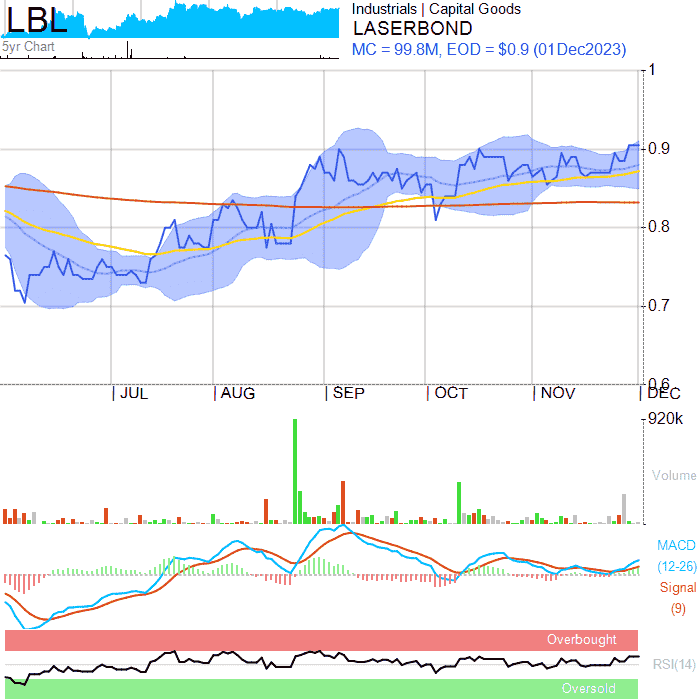 LBL
5yr Chart
Industrials | Capital Goods
LASERBOND
MC = 99.8M, EOD = $0.9 (01Dec2023)
1
0.9
0.8
0.7
0.6
JUL AUG SEP OCT NOV DEC
920k
Volume
MACD
(12-26)
Signal
(9)
Overbought
RSI(14)
Oversold